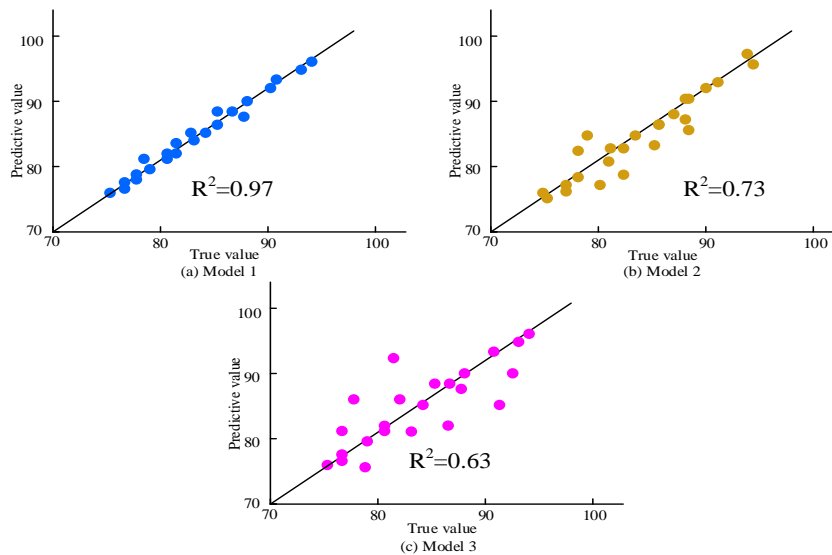 100
90
80
70
Predictive value
R²=0.97
70 80 90 100
True value
(a) Model 1
100
90
80
70
Predictive value
R²=0.73
70 80 90 100
True value
(b) Model 2
100
90
80
70
Predictive value
R²=0.63
70 80 90 100
True value
(c) Model 3